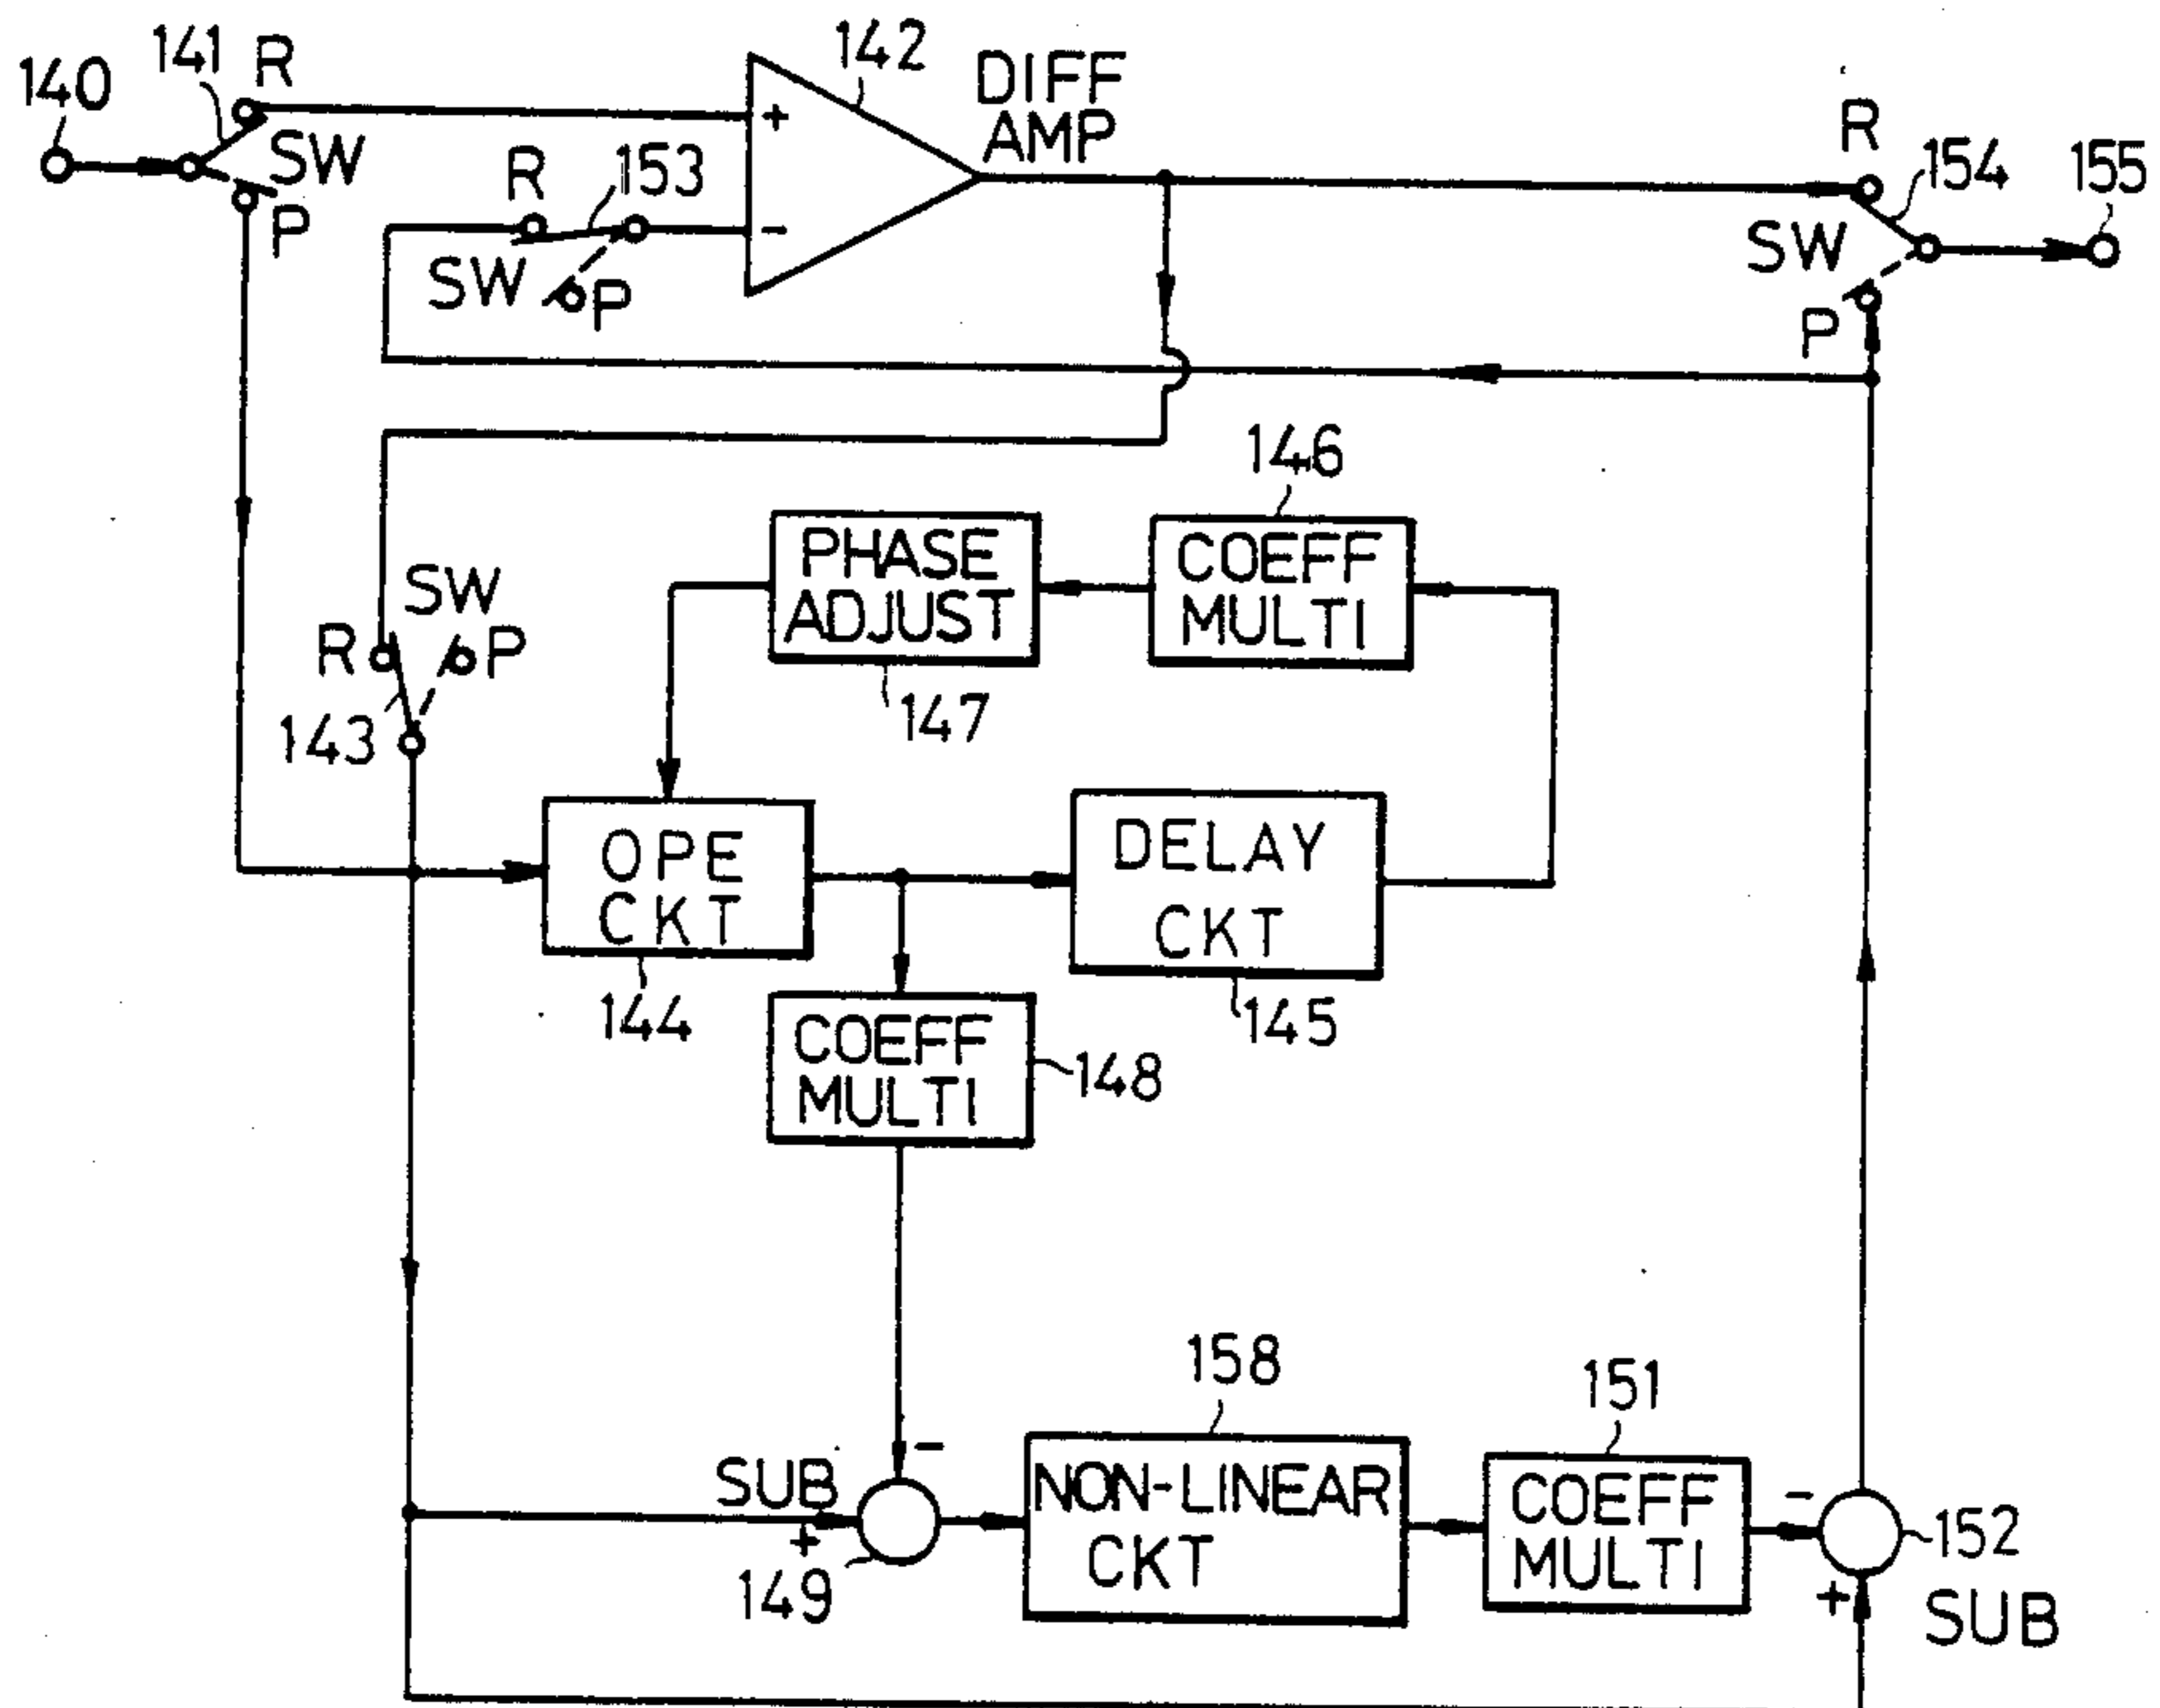 140
141
R
SW
P
142
DIFF
AMP
+
-
R
153
SW
P
R
154
155
SW
P
146
PHASE
ADJUST
COEFF
MULTI
147
SW
R
P
143
OPE
CKT
144
DELAY
CKT
145
COEFF
MULTI
148
158
151
SUB
-
+
149
NON-LINEAR
CKT
COEFF
MULTI
-
152
+
SUB